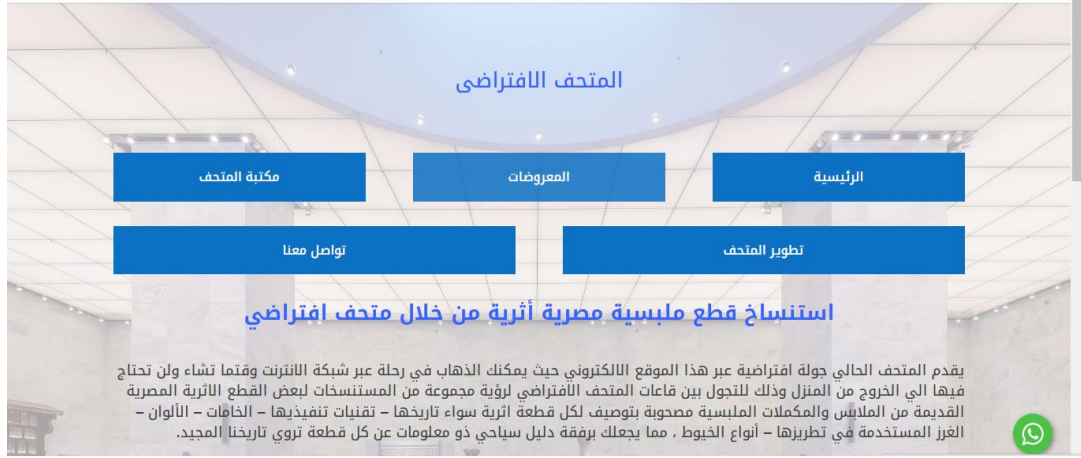 المتحف الافتراضى
الرئيسية
المعروضات
مكتبة المتحف
تطوير المتحف
تواصل معنا
استنساخ قطع ملبسية مصرية أثرية من خلال متحف افتراضي
يقدم المتحف الحالي جولة افتراضية عبر هذا الموقع الالكتروني حيث يمكنك الذهاب في رحلة عبر شبكة الانترنت وقتما تشاء ولن تحتاج
فيها الي الخروج من المنزل وذلك للتجول بين قاعات المتحف الافتراضي لرؤية مجموعة من المستنسخات لبعض القطع الاثرية المصرية
القديمة من الملابس والمكملات الملبسية مصحوبة بتوصيف لكل قطعة اثرية سواء تاريخها – تقنيات تنفيذيها – الخامات – الألوان –
الغرز المستخدمة في تطريزها – أنواع الخيوط ، مما يجعلك برفقة دليل سياحي ذو معلومات عن كل قطعة تروي تاريخنا المجيد.